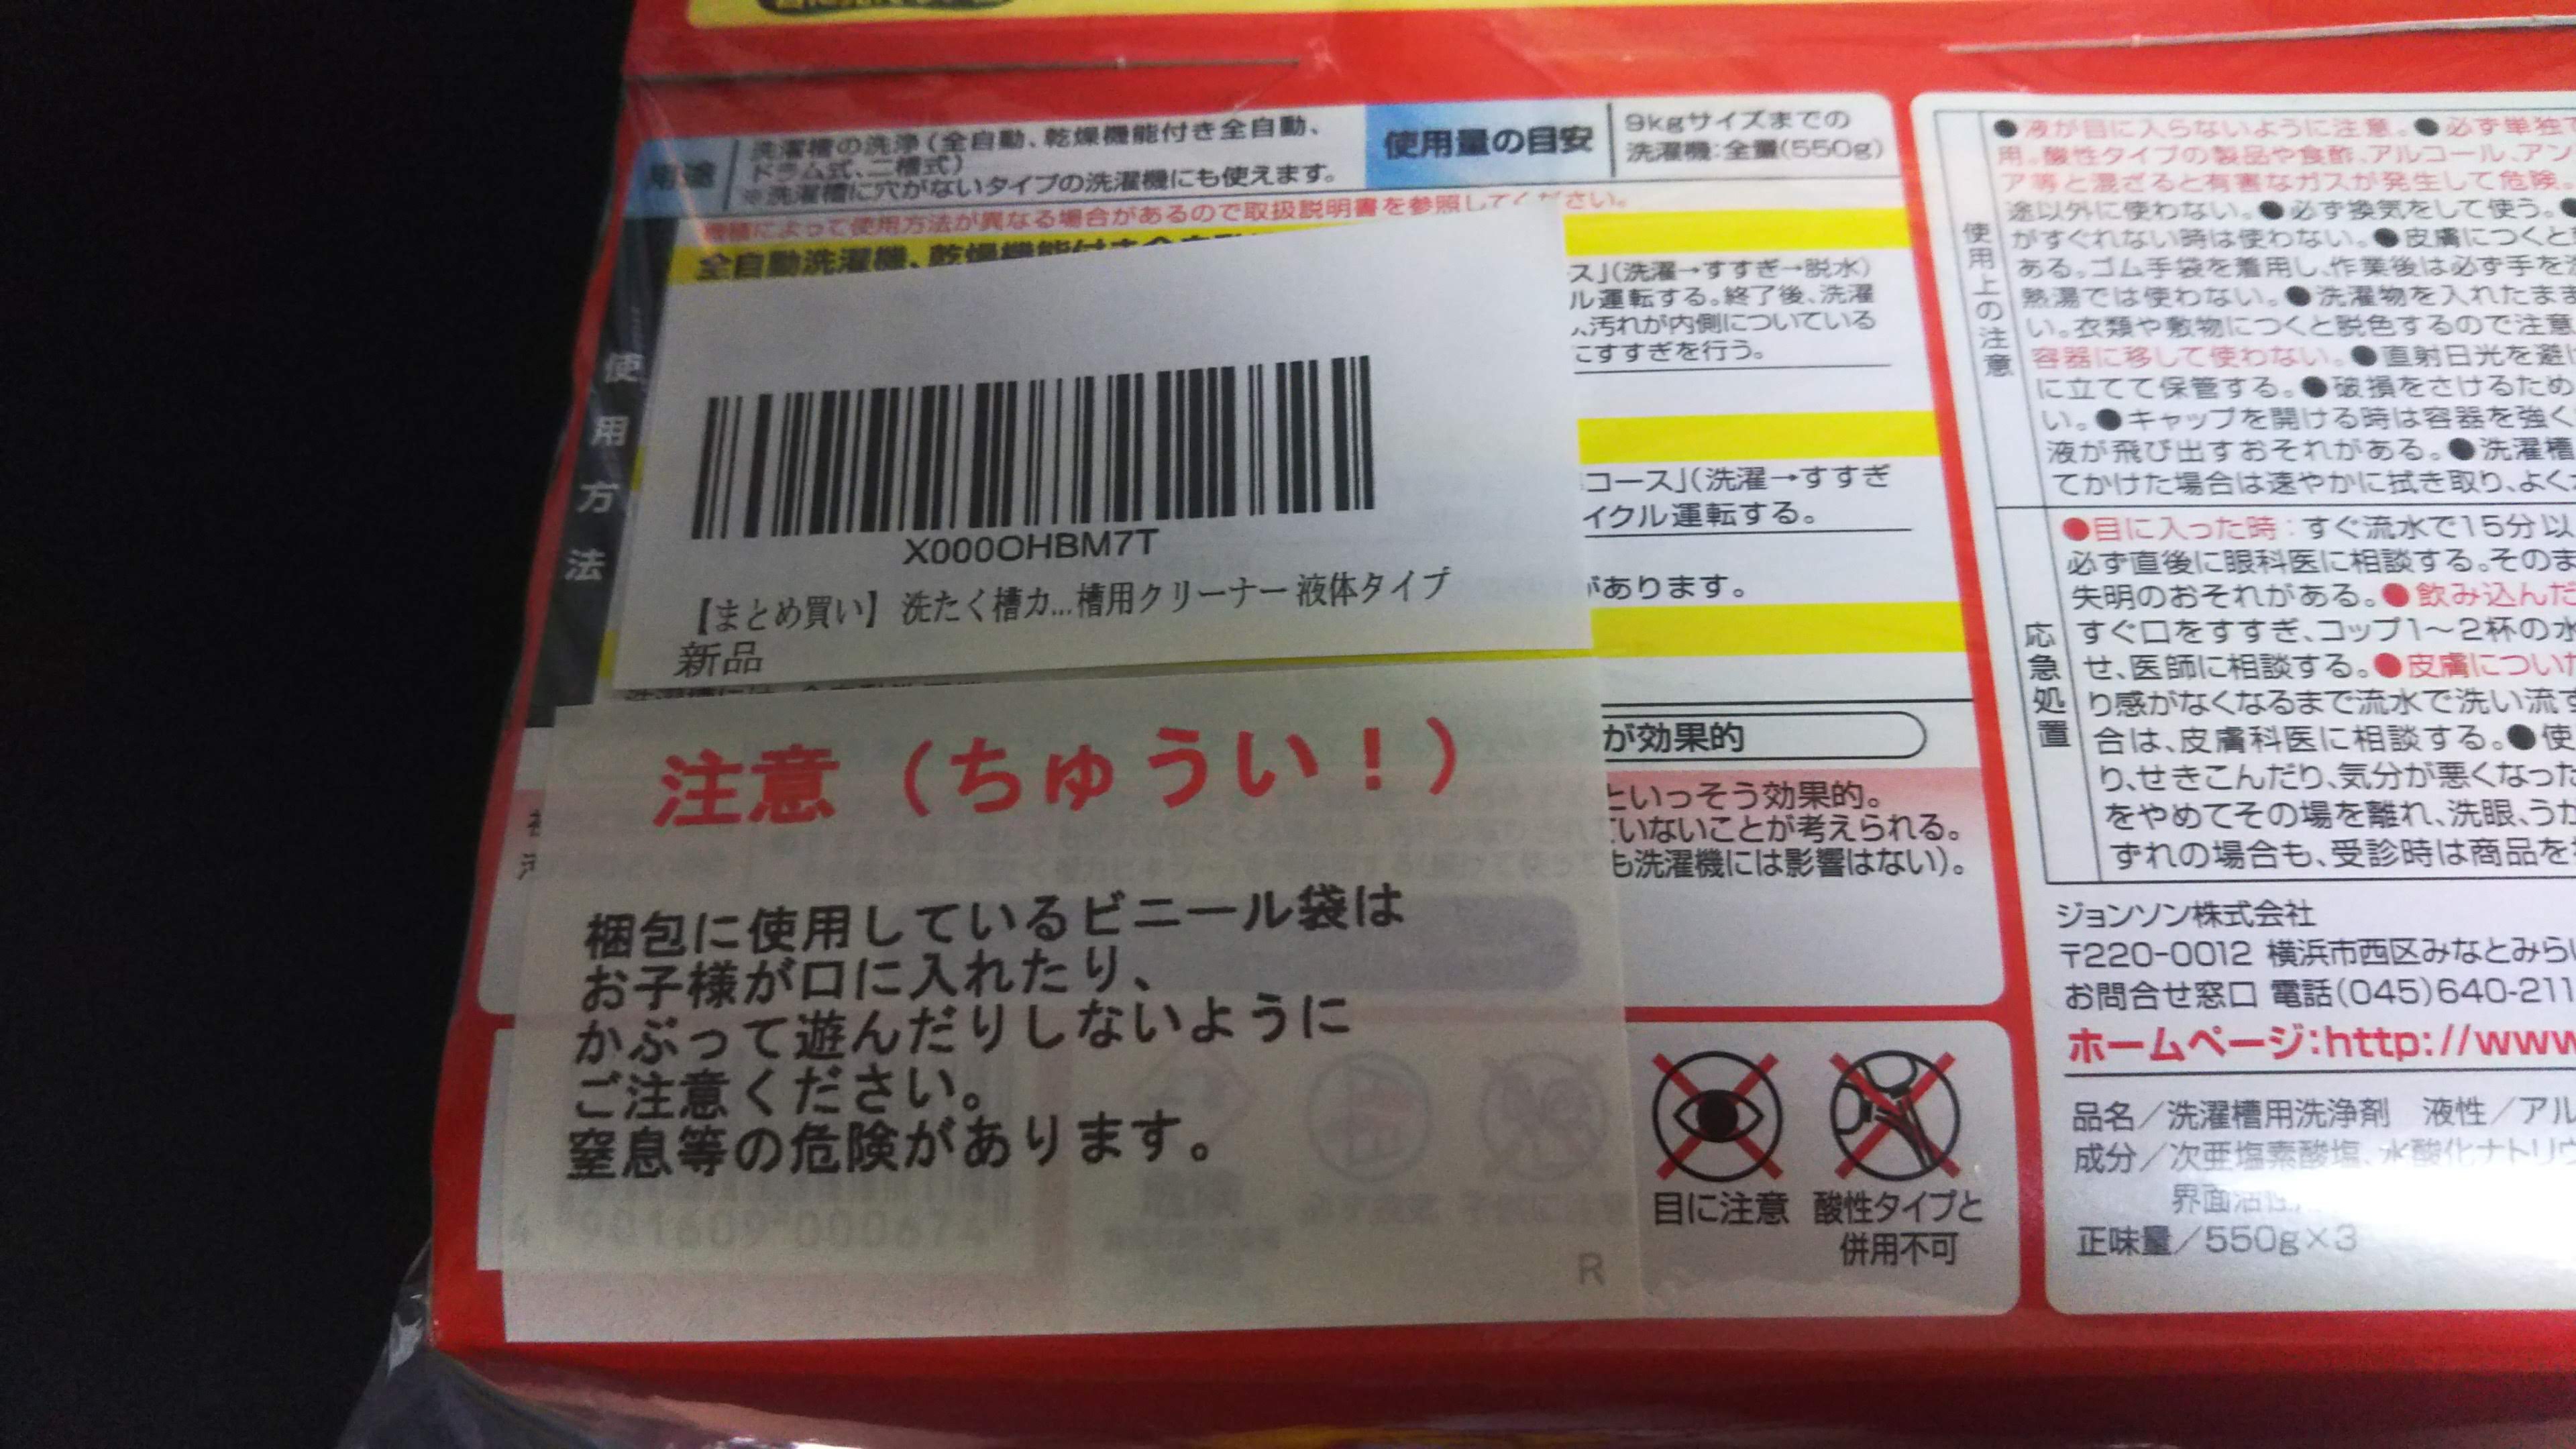 用途
洗濯槽の洗浄(全自動、乾燥機能付き全自動、
ドラム式、二槽式)
※洗濯槽に穴がないタイプの洗濯機にも使えます。
使用量の目安
9kgサイズまでの
洗濯機:全量(550g)
機種によって使用方法が異なる場合があるので取扱説明書を参照してください。
全自動洗濯機、乾燥機能付き全自動
使用方法
ス」(洗濯→すすぎ→脱水)
ル運転する。終了後、洗濯
、汚れが内側についている
にすすぎを行う。
コース」(洗濯→すすぎ
イクル運転する。
があります。
X000OHBM7T
【まとめ買い】 洗たく槽カ...槽用クリーナー 液体タイプ
新品
が効果的
といっそう効果的。
いないことが考えられる。
も洗濯機には影響はない)。
注意(ちゅうい!)
梱包に使用しているビニール袋は
お子様が口に入れたり、
かぶって遊んだりしないように
ご注意ください。
窒息等の危険があります。
4 901609 000674
R
目に注意
酸性タイプと
併用不可
使用上の注意
●液が目に入らないように注意。●必ず単独
用。酸性タイプの製品や食酢、アルコール、アン
ア等と混ざると有害なガスが発生して危険。
途以外に使わない。●必ず換気をして使う。●
がすぐれない時は使わない。●皮膚につくと
ある。ゴム手袋を着用し、作業後は必ず手を
熱湯では使わない。●洗濯物を入れたまま
い。衣類や敷物につくと脱色するので注意
容器に移して使わない。●直射日光を避け
に立てて保管する。●破損をさけるため
い。●キャップを開ける時は容器を強く
液が飛び出すおそれがある。●洗濯槽
てかけた場合は速やかに拭き取り、よく
応急処置
●目に入った時:すぐ流水で15分以
必ず直後に眼科医に相談する。そのま
失明のおそれがある。●飲み込んだ
すぐ口をすすぎ、コップ1〜2杯の水
せ、医師に相談する。●皮膚につい
り感がなくなるまで流水で洗い流す
合は、皮膚科医に相談する。●使
り、せきこんだり、気分が悪くなった
をやめてその場を離れ、洗眼、うが
ずれの場合も、受診時は商品を
ジョンソン株式会社
〒220-0012 横浜市西区みなとみら
お問合せ窓口 電話(045)640-211
ホームページ:http://www
品名/洗濯槽用洗浄剤 液性/アル
成分/次亜塩素酸塩、水酸化ナトリウ
界面活性
正味量/550g×3